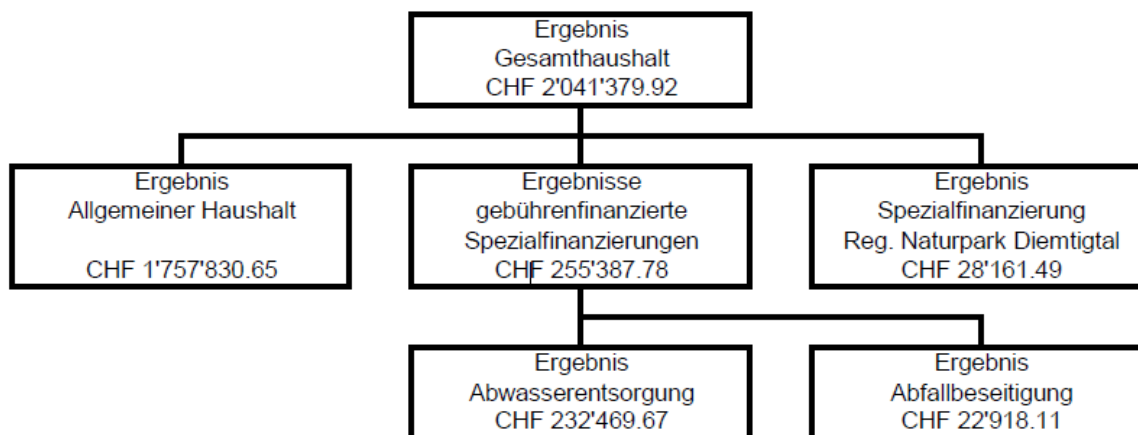 Ergebnis
Gesamthaushalt
CHF 2'041'379.92
Ergebnis
Allgemeiner Haushalt
CHF 1'757'830.65
Ergebnisse
gebührenfinanzierte
Spezialfinanzierungen
CHF 255'387.78
Ergebnis
Spezialfinanzierung
Reg. Naturpark Diemtigtal
CHF 28'161.49
Ergebnis
Abwasserentsorgung
CHF 232'469.67
Ergebnis
Abfallbeseitigung
CHF 22'918.11